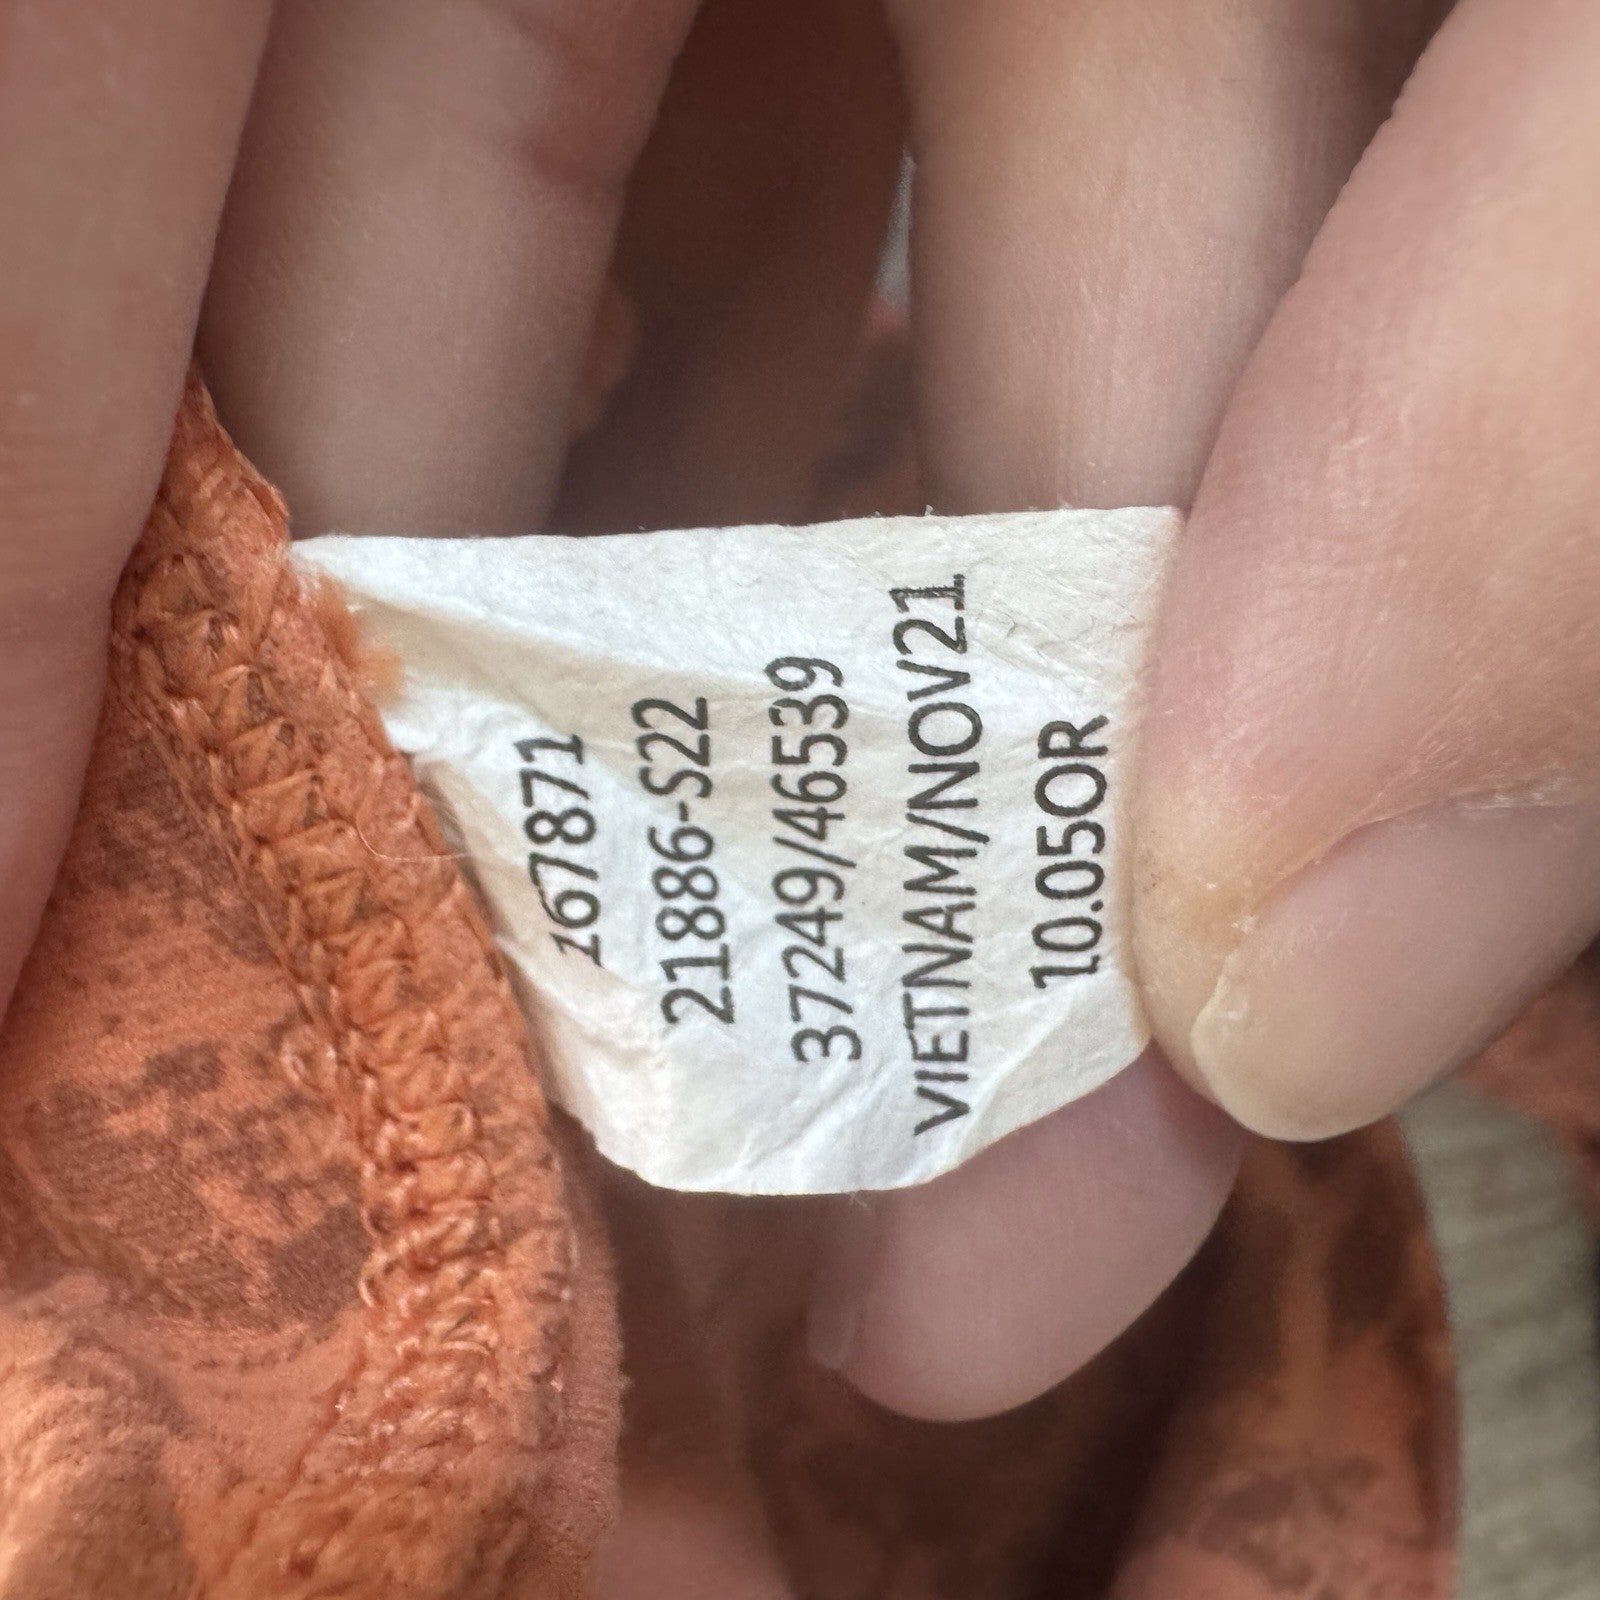 167871
21886-S22
37249/46539
VIETNAM/NOV21
10.05OR